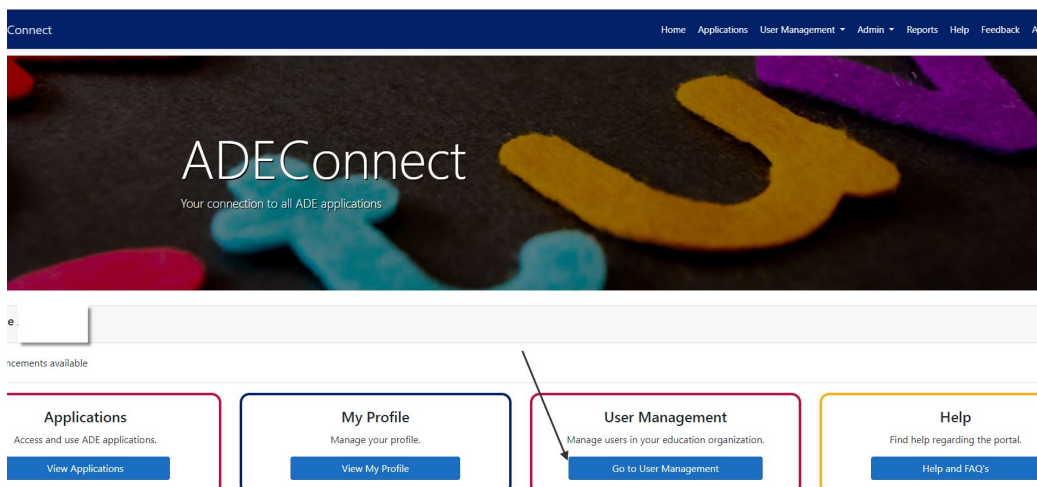 Connect
Home Applications User Management Admin Reports Help Feedback A
ADEConnect
Your connection to all ADE applications
e
ncements available
Applications
Access and use ADE applications.
View Applications
My Profile
Manage your profile.
View My Profile
User Management
Manage users in your education organization.
Go to User Management
Help
Find help regarding the portal.
Help and FAQ's